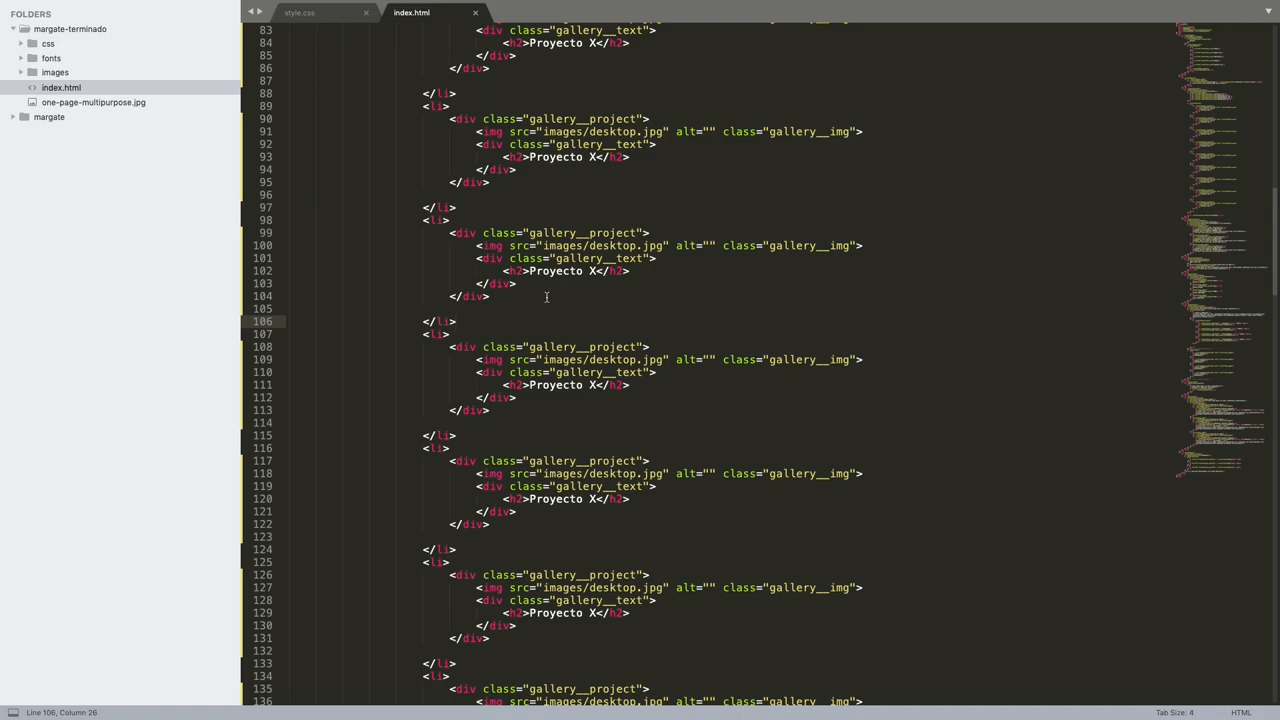 FOLDERS
margate-terminado
css
fonts
images
<> index.html
one-page-multipurpose.jpg
margate
style.css ×
index.html ×
83 <div class="gallery__text">
84 <h2>Proyecto X</h2>
85 </div>
86 </div>
87
88 </li>
89 <li>
90 <div class="gallery__project">
91 <img src="images/desktop.jpg" alt="" class="gallery__img">
92 <div class="gallery__text">
93 <h2>Proyecto X</h2>
94 </div>
95 </div>
96
97 </li>
98 <li>
99 <div class="gallery__project">
100 <img src="images/desktop.jpg" alt="" class="gallery__img">
101 <div class="gallery__text">
102 <h2>Proyecto X</h2>
103 </div>
104 </div>
105
106 </li>
107 <li>
108 <div class="gallery__project">
109 <img src="images/desktop.jpg" alt="" class="gallery__img">
110 <div class="gallery__text">
111 <h2>Proyecto X</h2>
112 </div>
113 </div>
114
115 </li>
116 <li>
117 <div class="gallery__project">
118 <img src="images/desktop.jpg" alt="" class="gallery__img">
119 <div class="gallery__text">
120 <h2>Proyecto X</h2>
121 </div>
122 </div>
123
124 </li>
125 <li>
126 <div class="gallery__project">
127 <img src="images/desktop.jpg" alt="" class="gallery__img">
128 <div class="gallery__text">
129 <h2>Proyecto X</h2>
130 </div>
131 </div>
132
133 </li>
134 <li>
135 <div class="gallery__project">
136 <img src="images/desktop.jpg" alt="" class="gallery__img">
Line 106, Column 26
Tab Size: 4
HTML